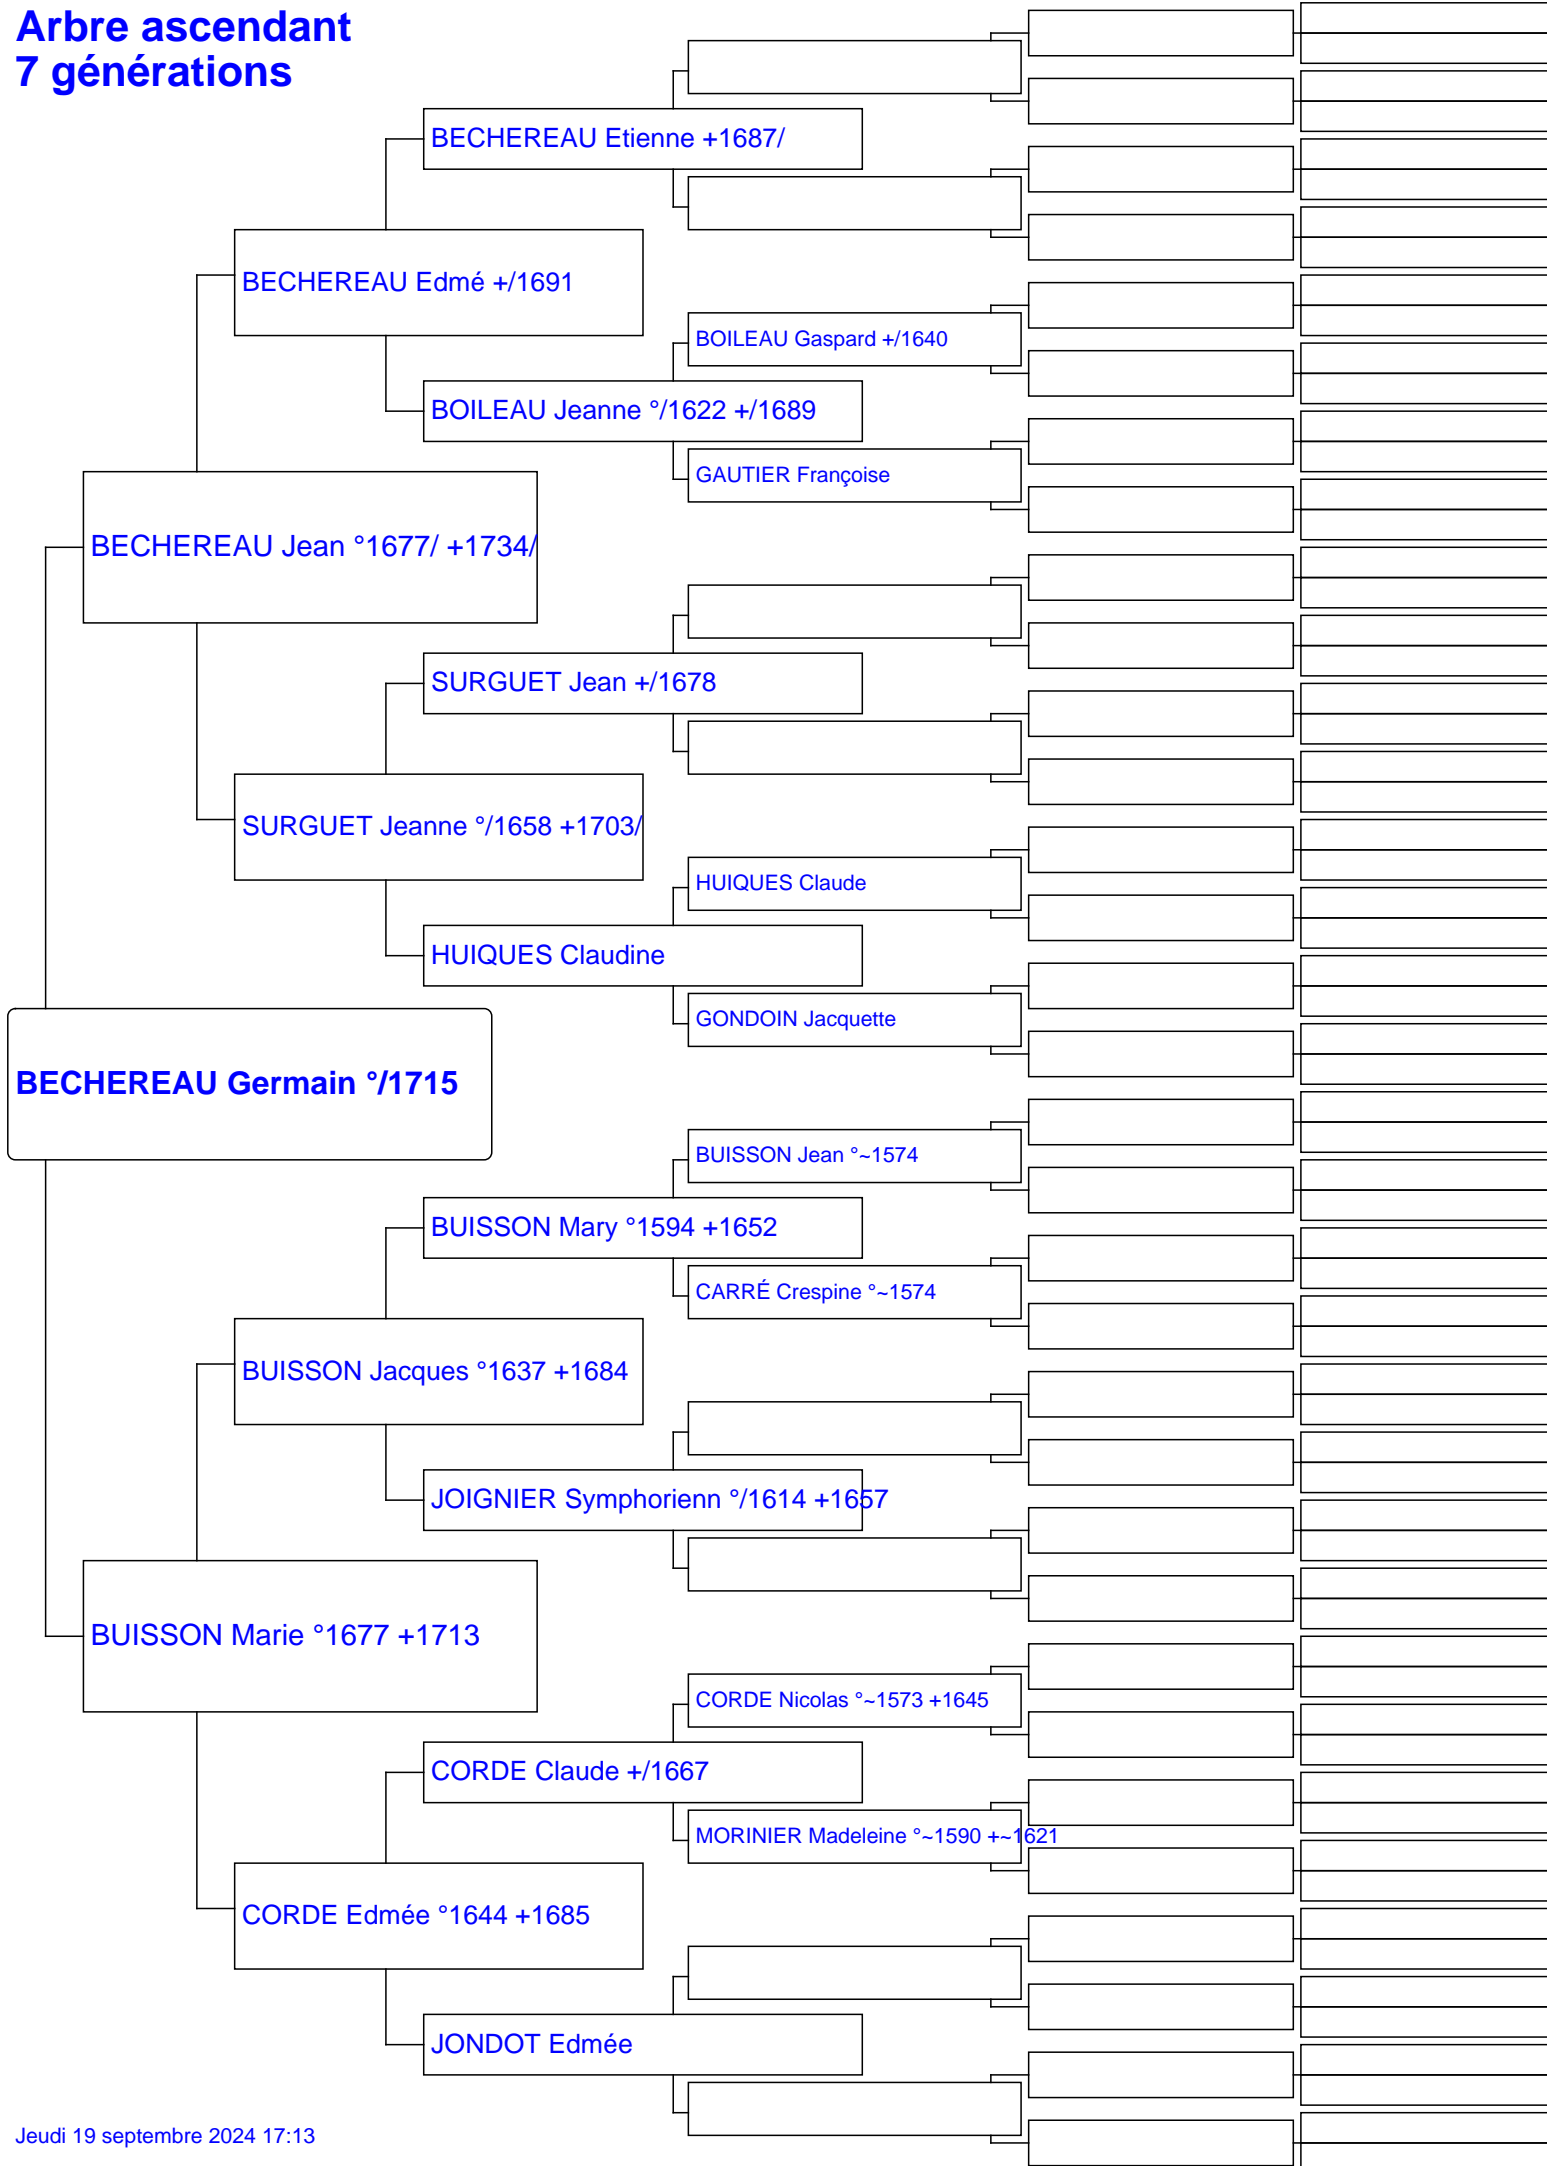 Arbre ascendant
7 générations
BECHEREAU Etienne +1687/
BECHEREAU Edmé +/1691
BOILEAU Gaspard +/1640
BOILEAU Jeanne °/1622 +/1689
GAUTIER Françoise
BECHEREAU Jean °1677/ +1734/
SURGUET Jean +/1678
SURGUET Jeanne °/1658 +1703/
HUIQUES Claude
HUIQUES Claudine
GONDOIN Jacquette
BECHEREAU Germain °/1715
BUISSON Jean °~1574
BUISSON Mary °1594 +1652
CARRÉ Crespine °~1574
BUISSON Jacques °1637 +1684
JOIGNIER Symphorienn °/1614 +1657
BUISSON Marie °1677 +1713
CORDE Nicolas °~1573 +1645
CORDE Claude +/1667
MORINIER Madeleine °~1590 +~1621
CORDE Edmée °1644 +1685
JONDOT Edmée
Jeudi 19 septembre 2024 17:13